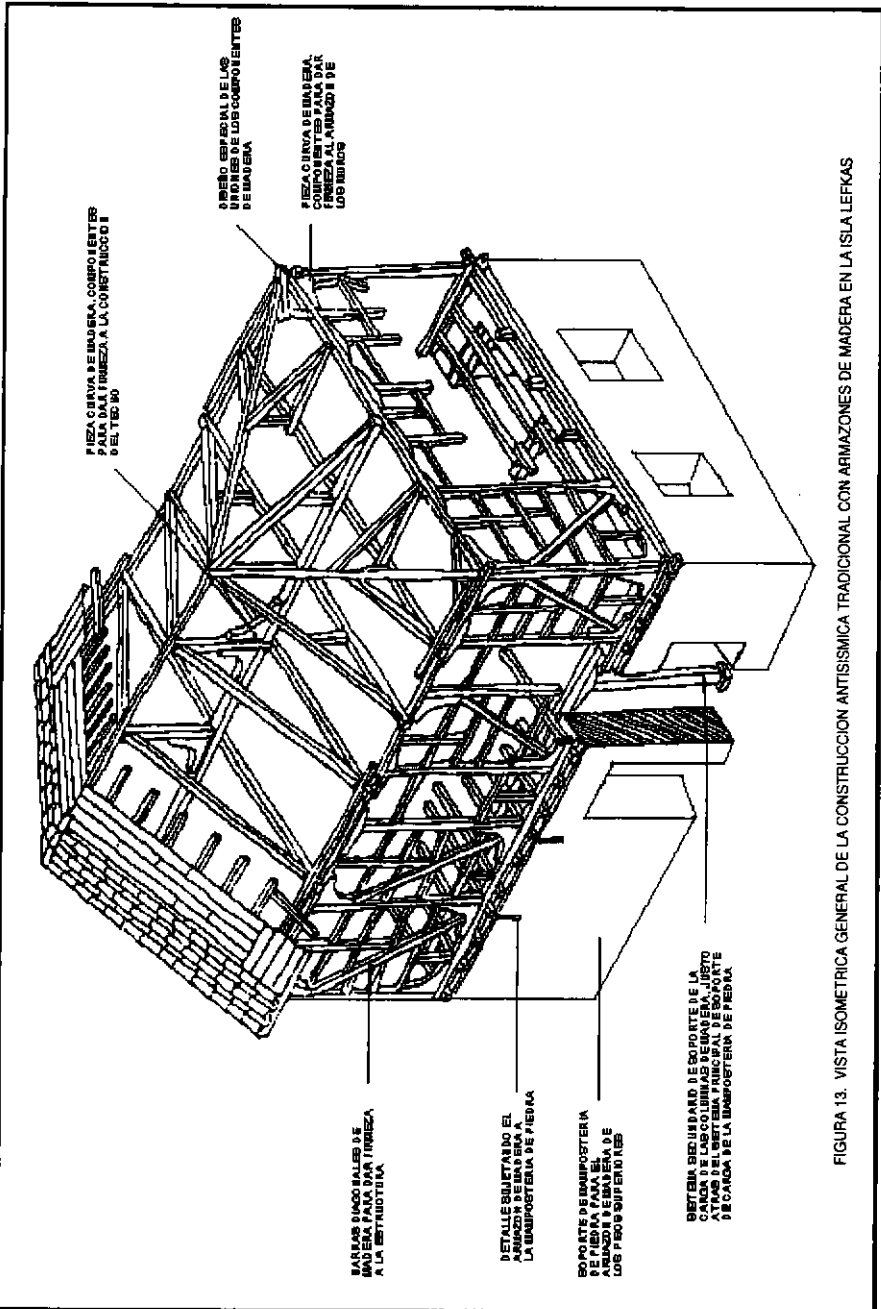 PIEZA CURVA DE MADERA, COMPONENTES
PARA DAR FIRMEZA A LA CONSTRUCCION
DEL TECHO
DISEÑO ESPECIAL DE LAS
UNIONES DE LOS COMPONENTES
DE MADERA
PIEZA CURVA DE MADERA,
COMPONENTES PARA DAR
FIRMEZA AL ARMAZON DE
LOS MUROS
BARRAS DIAGONALES DE
MADERA PARA DAR FIRMEZA
A LA ESTRUCTURA
DETALLE SUJETANDO EL
ARMAZON DE MADERA A
LA MAMPOSTERIA DE PIEDRA
SOPORTE DE MAMPOSTERIA
DE PIEDRA PARA EL
ARMAZON DE MADERA DE
LOS PISOS SUPERIORES
SISTEMA SECUNDARIO DE SOPORTE DE LA
CARGA DE LAS COLUMNAS DE MADERA, JUSTO
ATRAS DEL SISTEMA PRINCIPAL DE SOPORTE
DE CARGA DE LA MAMPOSTERIA DE PIEDRA
FIGURA 13. VISTA ISOMETRICA GENERAL DE LA CONSTRUCCION ANTISISMICA TRADICIONAL CON ARMAZONES DE MADERA EN LA ISLA LEFKAS